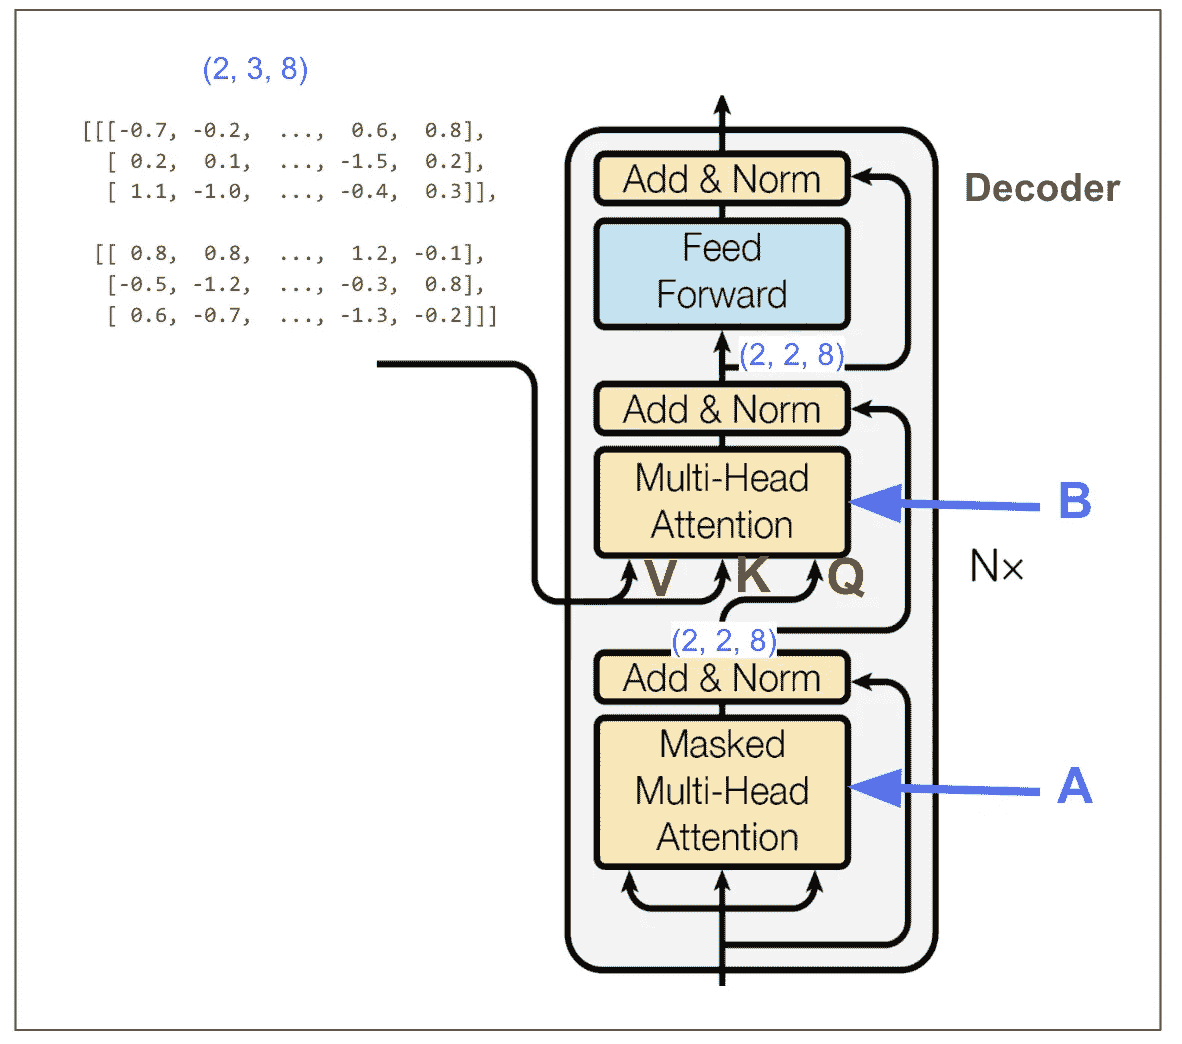 (2, 3, 8)
[[[-0.7, -0.2, ..., 0.6, 0.8],
[ 0.2, 0.1, ..., -1.5, 0.2],
[ 1.1, -1.0, ..., -0.4, 0.3]],
[[ 0.8, 0.8, ..., 1.2, -0.1],
[-0.5, -1.2, ..., -0.3, 0.8],
[ 0.6, -0.7, ..., -1.3, -0.2]]]
Add & Norm
Decoder
Feed
Forward
(2, 2, 8)
Add & Norm
Multi-Head
Attention
B
V K Q
N×
(2, 2, 8)
Add & Norm
Masked
Multi-Head
Attention
A